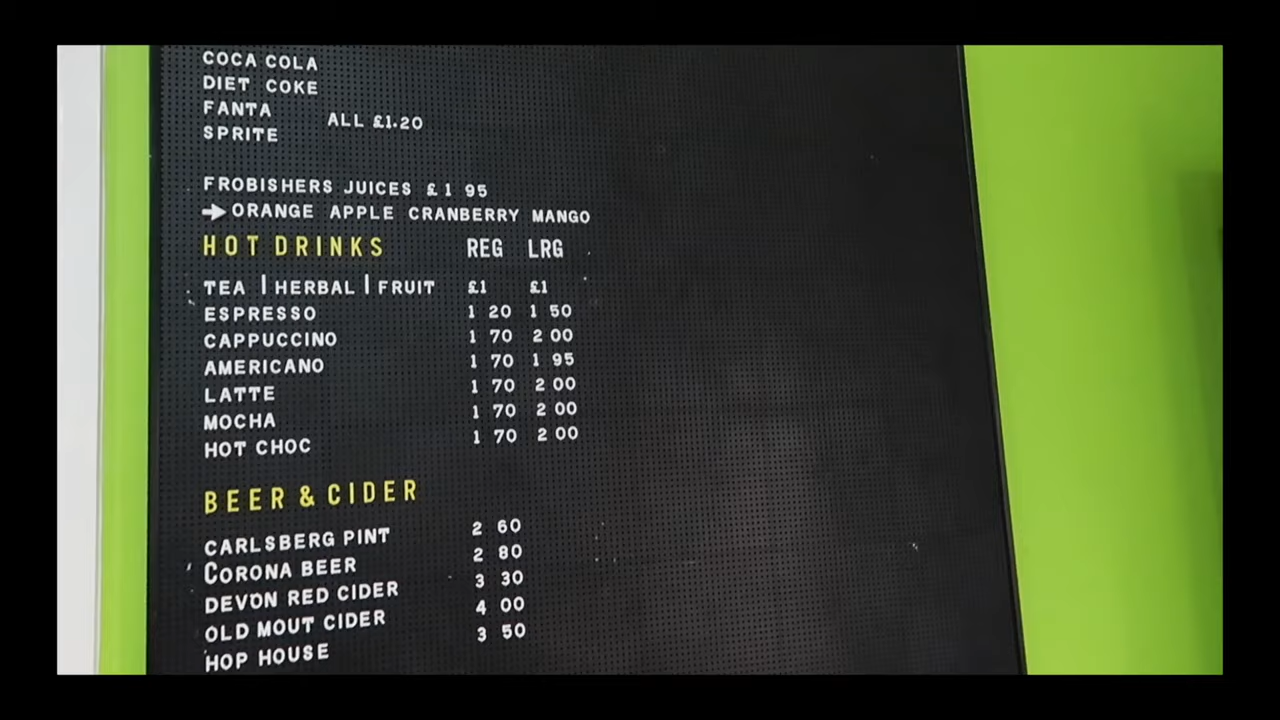 COCA COLA
DIET COKE
FANTA
ALL £1.20
SPRITE
FROBISHERS JUICES £1 95
→ ORANGE APPLE CRANBERRY MANGO
HOT DRINKS REG LRG
TEA | HERBAL | FRUIT £1 £1
ESPRESSO 1 20 1 50
CAPPUCCINO 1 70 2 00
AMERICANO 1 70 1 95
LATTE 1 70 2 00
MOCHA 1 70 2 00
HOT CHOC 1 70 2 00
BEER & CIDER
CARLSBERG PINT 2 60
CORONA BEER 2 80
DEVON RED CIDER 3 30
OLD MOUT CIDER 4 00
HOP HOUSE 3 50